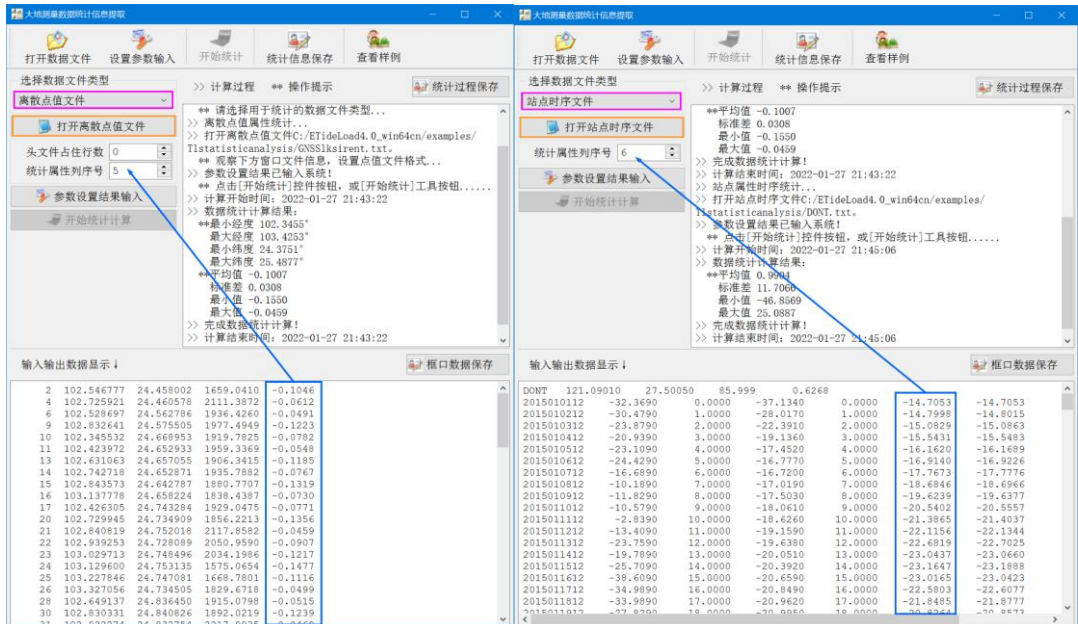 大地测量数据统计信息提取
打开数据文件 设置参数输入 开始统计 统计信息保存 查看样例
选择数据文件类型
离散点值文件
打开离散点值文件
头文件占住行数 0
统计属性列序号 5
参数设置结果输入
开始统计计算
>> 计算过程 ** 操作提示 统计过程保存
** 请选择用于统计的数据文件类型...
>> 离散点值属性统计...
>> 打开离散点值文件C:/ETideLoad4.0_win64cn/examples/
Tlstatisticanalysis/GNSSlksirent.txt。
** 观察下方窗口文件信息，设置点值文件格式...
>> 参数设置结果已输入系统！
** 点击[开始统计]控件按钮，或[开始统计]工具按钮......
>> 计算开始时间：2022-01-27 21:43:22
>> 数据统计计算结果：
**最小经度 102.3455°
最大经度 103.4253°
最小纬度 24.3751°
最大纬度 25.4877°
**平均值 -0.1007
标准差 0.0308
最小值 -0.1550
最大值 -0.0459
>> 完成数据统计计算！
>> 计算结束时间：2022-01-27 21:43:22
输入输出数据显示↓ 框口数据保存
2 102.546777 24.458002 1659.0410 -0.1046
4 102.725921 24.460578 2111.3872 -0.0612
6 102.528697 24.562786 1936.4260 -0.0491
9 102.832641 24.575505 1977.4949 -0.1223
10 102.345532 24.668953 1919.7825 -0.0782
11 102.423972 24.652933 1959.3369 -0.0548
13 102.631063 24.657055 1906.3415 -0.1185
14 102.742718 24.652871 1935.7882 -0.0767
15 102.843573 24.642787 1880.7707 -0.1319
16 103.137778 24.658224 1838.4387 -0.0730
17 102.426305 24.743284 1929.0475 -0.0771
20 102.729945 24.734909 1856.2213 -0.1356
21 102.840819 24.752018 2117.8582 -0.0459
22 102.939253 24.728089 2050.9590 -0.0907
23 103.029713 24.748496 2034.1986 -0.1217
24 103.129600 24.753135 1575.0654 -0.1477
25 103.227846 24.747081 1668.7801 -0.1116
26 103.327056 24.734505 1829.6718 -0.0499
28 102.649137 24.836450 1915.0798 -0.0515
30 102.830331 24.840826 1892.0219 -0.1239
大地测量数据统计信息提取
打开数据文件 设置参数输入 开始统计 统计信息保存 查看样例
选择数据文件类型
站点时序文件
打开站点时序文件
统计属性列序号 6
参数设置结果输入
开始统计计算
>> 计算过程 ** 操作提示 统计过程保存
**平均值 -0.1007
标准差 0.0308
最小值 -0.1550
最大值 -0.0459
>> 完成数据统计计算！
>> 计算结束时间：2022-01-27 21:43:22
>> 站点属性时序统计...
>> 打开站点时序文件C:/ETideLoad4.0_win64cn/examples/
Tlstatisticanalysis/DONT.txt。
>> 参数设置结果已输入系统！
** 点击[开始统计]控件按钮，或[开始统计]工具按钮......
>> 计算开始时间：2022-01-27 21:45:06
>> 数据统计计算结果：
**平均值 0.9904
标准差 11.7066
最小值 -46.8569
最大值 25.0887
>> 完成数据统计计算！
>> 计算结束时间：2022-01-27 21:45:06
输入输出数据显示↓ 框口数据保存
DONT 121.09010 27.50050 85.999 0.6268
2015010112 -32.3690 0.0000 -37.1340 0.0000 -14.7053 -14.7053
2015010212 -30.4790 1.0000 -28.0170 1.0000 -14.7998 -14.8015
2015010312 -23.8790 2.0000 -22.3910 2.0000 -15.0829 -15.0863
2015010412 -20.9390 3.0000 -19.1360 3.0000 -15.5431 -15.5483
2015010512 -23.1090 4.0000 -17.4520 4.0000 -16.1620 -16.1689
2015010612 -24.4290 5.0000 -16.7770 5.0000 -16.9140 -16.9226
2015010712 -16.6890 6.0000 -16.7200 6.0000 -17.7673 -17.7776
2015010812 -10.1890 7.0000 -17.0190 7.0000 -18.6846 -18.6966
2015010912 -11.8290 8.0000 -17.5030 8.0000 -19.6239 -19.6377
2015011012 -10.5790 9.0000 -18.0610 9.0000 -20.5402 -20.5557
2015011112 -2.8390 10.0000 -18.6260 10.0000 -21.3865 -21.4037
2015011212 -13.4090 11.0000 -19.1590 11.0000 -22.1156 -22.1344
2015011312 -23.7590 12.0000 -19.6380 12.0000 -22.6819 -22.7025
2015011412 -19.7890 13.0000 -20.0510 13.0000 -23.0437 -23.0660
2015011512 -25.7090 14.0000 -20.3920 14.0000 -23.1647 -23.1888
2015011612 -38.6090 15.0000 -20.6590 15.0000 -23.0165 -23.0423
2015011712 -34.9890 16.0000 -20.8490 16.0000 -22.5803 -22.6077
2015011812 -33.9890 17.0000 -20.9620 17.0000 -21.8485 -21.8777